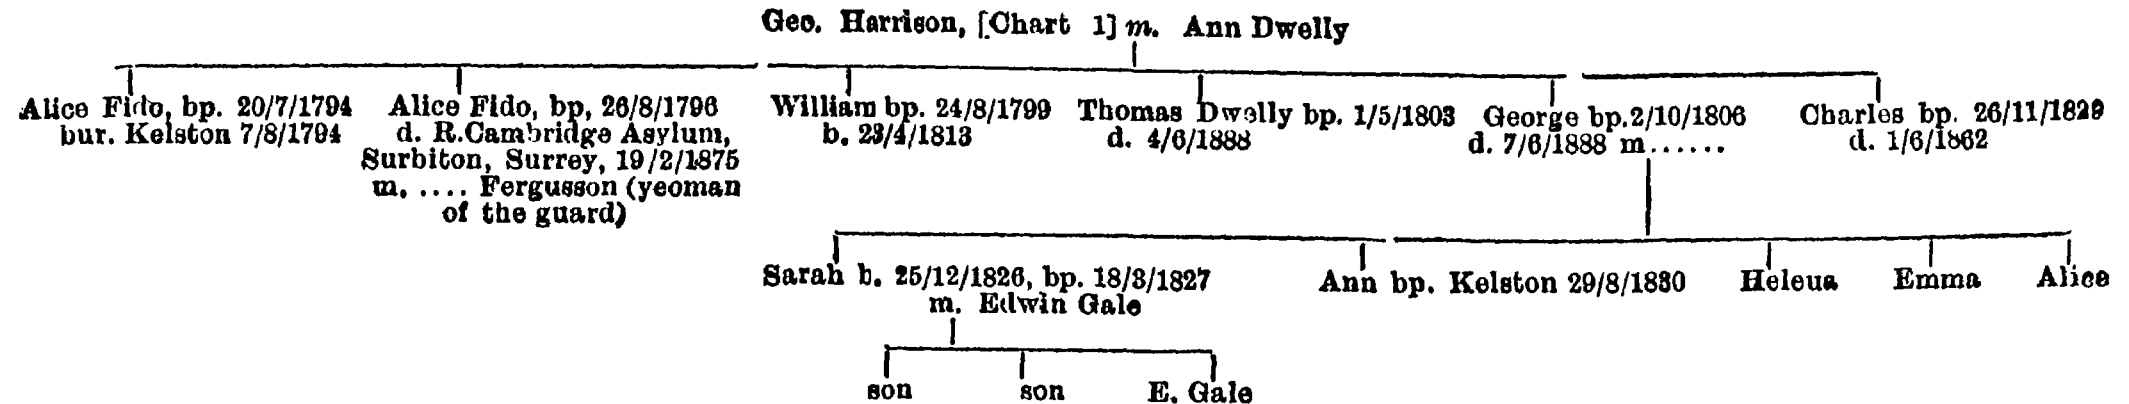 Geo. Harrison, [Chart 1] m. Ann Dwelly
Alice Fido, bp. 20/7/1794
bur. Kelston 7/8/1794
Alice Fido, bp, 26/8/1796
d. R.Cambridge Asylum,
Surbiton, Surrey, 19/2/1875
m. .... Fergusson (yeoman
of the guard)
William bp. 24/8/1799
b. 23/4/1813
Thomas Dwelly bp. 1/5/1803
d. 4/6/1888
George bp.2/10/1806
d. 7/6/1888 m......
Charles bp. 26/11/1829
d. 1/6/1862
Sarah b. 25/12/1826, bp. 18/3/1827
m. Edwin Gale
Ann bp. Kelston 29/8/1830
Heleua
Emma
Alice
son
son
E. Gale